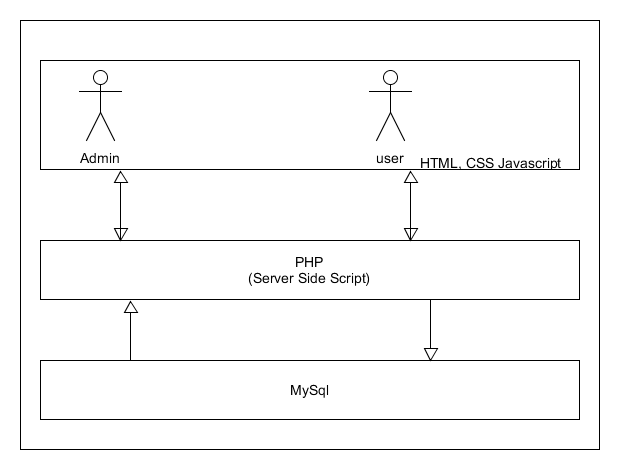 Admin
user
HTML, CSS Javascript
PHP
(Server Side Script)
MySql